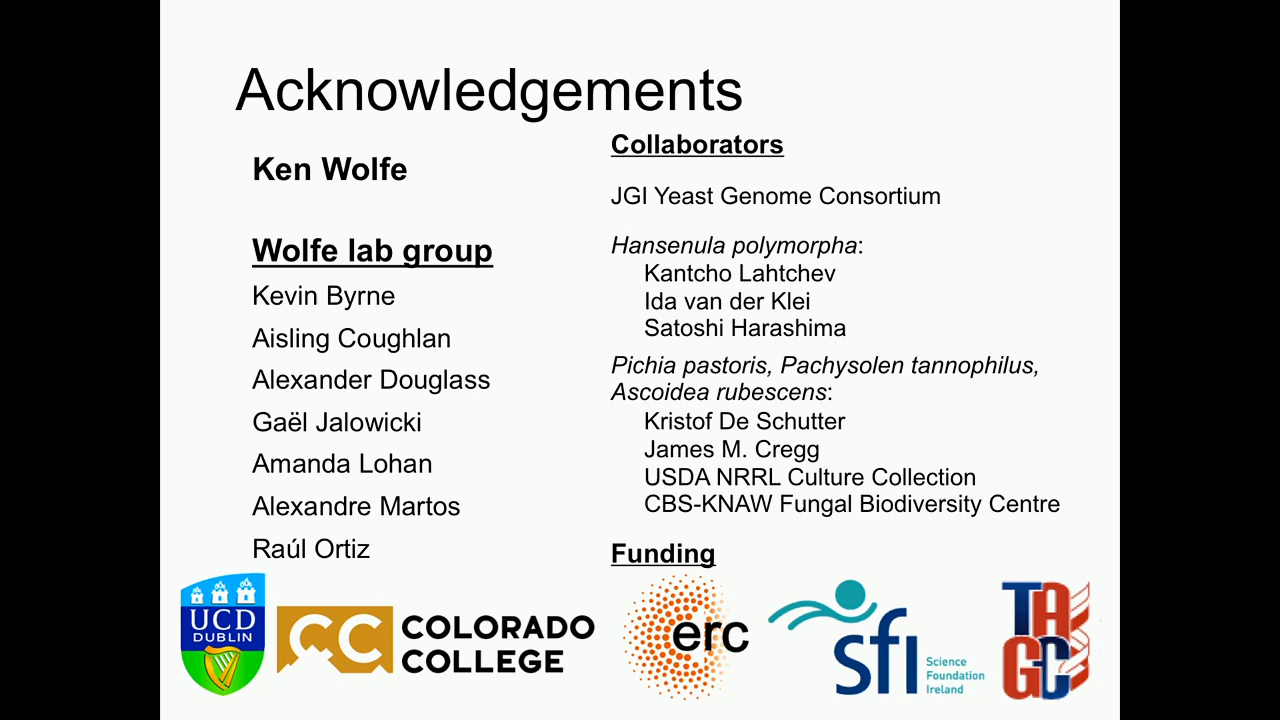 Acknowledgements
Ken Wolfe
Wolfe lab group
Kevin Byrne
Aisling Coughlan
Alexander Douglass
Gaël Jalowicki
Amanda Lohan
Alexandre Martos
Raúl Ortiz
Collaborators
JGI Yeast Genome Consortium
Hansenula polymorpha:
Kantcho Lahtchev
Ida van der Klei
Satoshi Harashima
Pichia pastoris, Pachysolen tannophilus,
Ascoidea rubescens:
Kristof De Schutter
James M. Cregg
USDA NRRL Culture Collection
CBS-KNAW Fungal Biodiversity Centre
Funding
UCD
DUBLIN
CC
COLORADO
COLLEGE
erc
sfi
Science
Foundation
Ireland
TA
GC